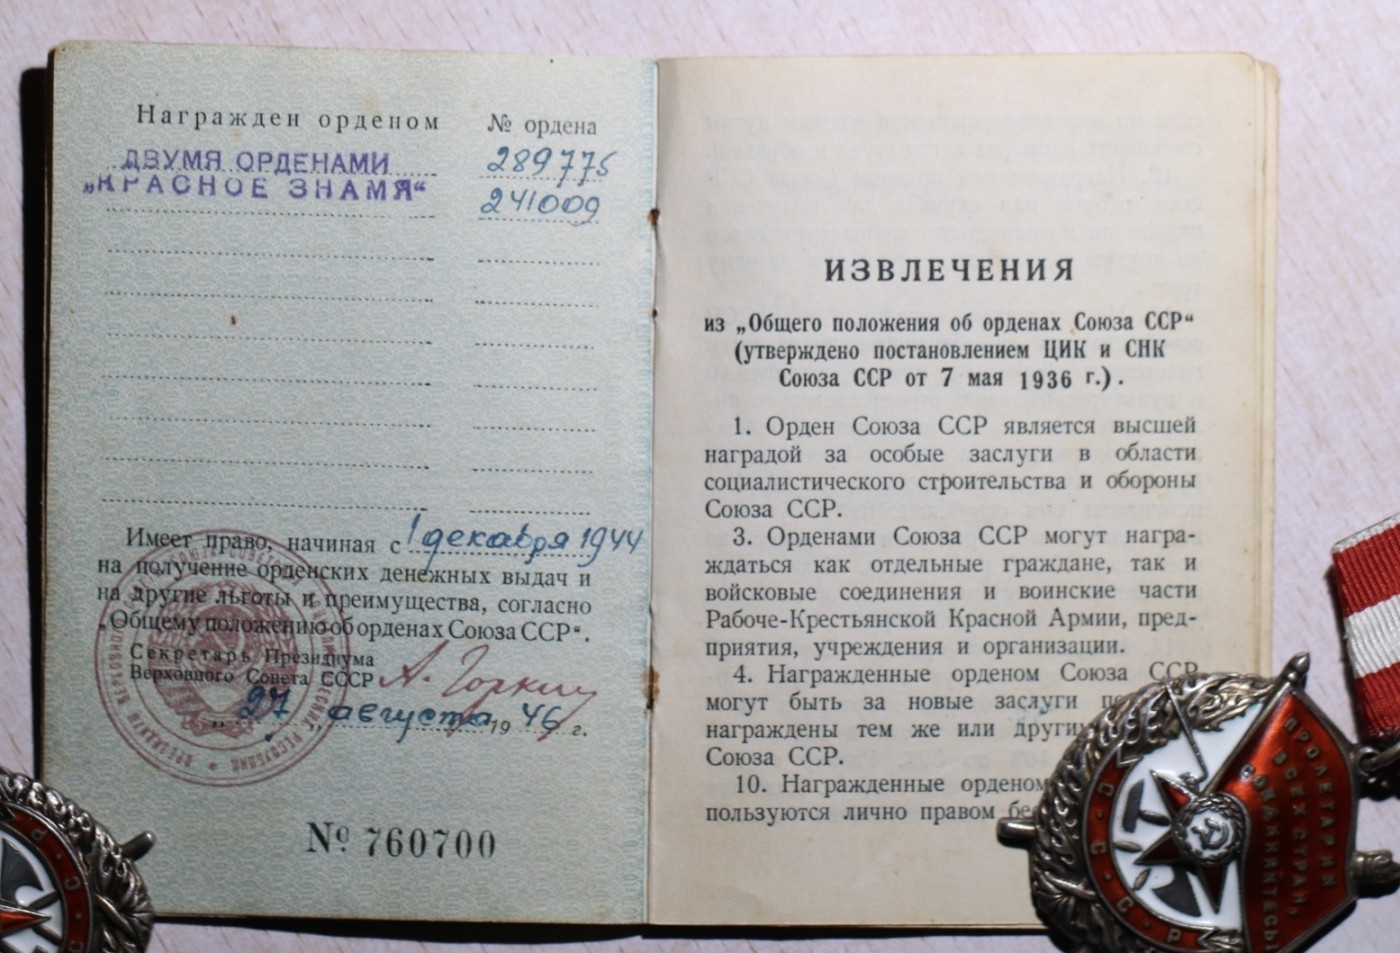 Награжден орденом № ордена
ДВУМЯ ОРДЕНАМИ 289775
„КРАСНОЕ ЗНАМЯ“ 241009
Имеет право, начиная с 1 декабря 1944
на получение орденских денежных выдач и
на другие льготы и преимущества, согласно
„Общему положению об орденах Союза ССР“.
Секретарь Президиума
Верховного Совета СССР А. Горкин
„27„ августа 1946 г.
№ 760700
ИЗВЛЕЧЕНИЯ
из „Общего положения об орденах Союза ССР“
(утверждено постановлением ЦИК и СНК
Союза ССР от 7 мая 1936 г.).
1. Орден Союза ССР является высшей
наградой за особые заслуги в области
социалистического строительства и обороны
Союза ССР.
3. Орденами Союза ССР могут награ-
ждаться как отдельные граждане, так и
войсковые соединения и воинские части
Рабоче-Крестьянской Красной Армии, пред-
приятия, учреждения и организации.
4. Награжденные орденом Союза ССР
могут быть за новые заслуги
награждены тем же или другим
Союза ССР.
10. Награжденные орденом
пользуются лично правом бе
ПРОЛЕТАРИИ
ВСЕХ СТРАН,
СОЕДИНЯЙТЕСЬ
С С С Р